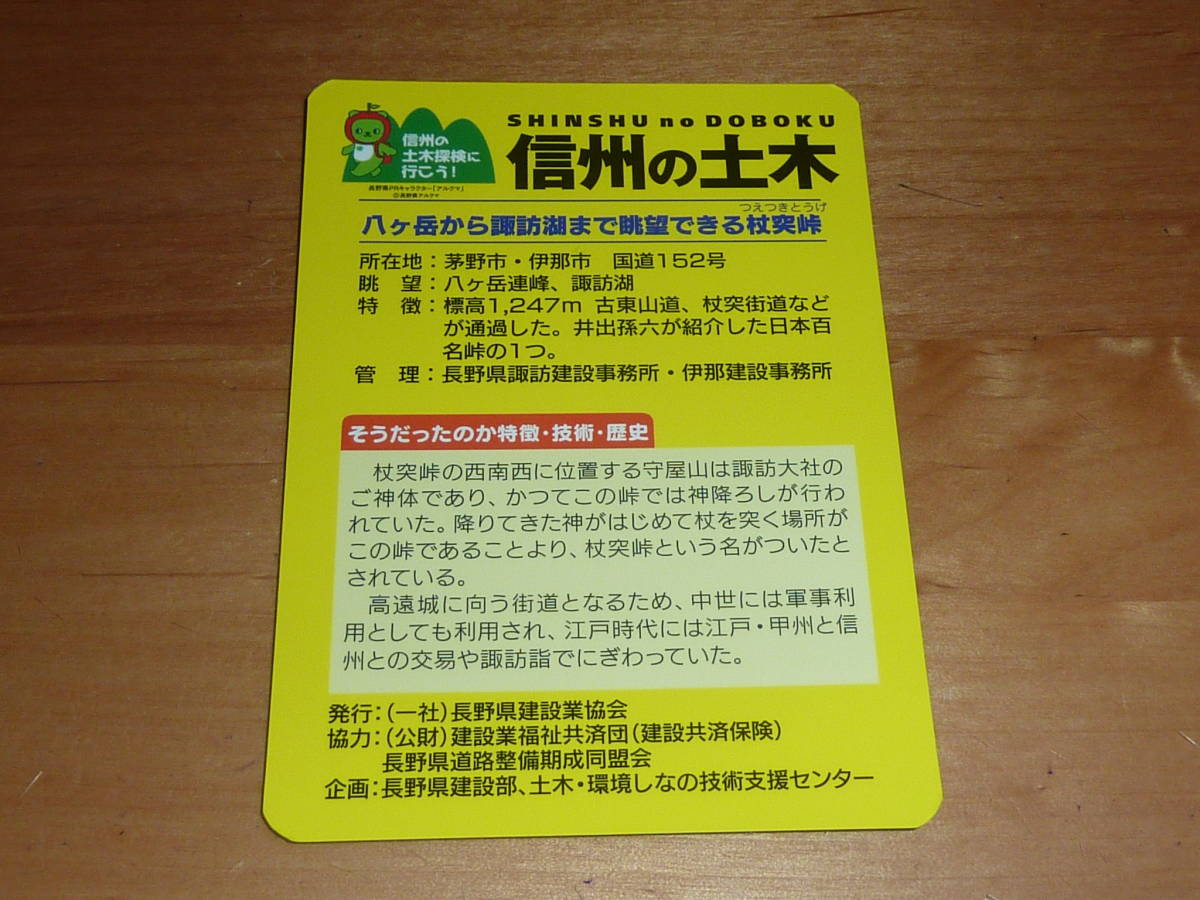 信州の
土木探検に
行こう!
長野県PRキャラクター「アルクマ」
©長野県アルクマ
SHINSHU no DOBOKU
信州の土木
つえつきとうげ
八ヶ岳から諏訪湖まで眺望できる杖突峠
所在地：茅野市・伊那市　国道152号
眺　望：八ヶ岳連峰、諏訪湖
特　徴：標高1,247m 古東山道、杖突街道など
が通過した。井出孫六が紹介した日本百
名峠の1つ。
管　理：長野県諏訪建設事務所・伊那建設事務所
そうだったのか特徴・技術・歴史
杖突峠の西南西に位置する守屋山は諏訪大社の
ご神体であり、かつてこの峠では神降ろしが行わ
れていた。降りてきた神がはじめて杖を突く場所が
この峠であることより、杖突峠という名がついたと
されている。
高遠城に向う街道となるため、中世には軍事利
用としても利用され、江戸時代には江戸・甲州と信
州との交易や諏訪詣でにぎわっていた。
発行：（一社）長野県建設業協会
協力：（公財）建設業福祉共済団（建設共済保険）
長野県道路整備期成同盟会
企画：長野県建設部、土木・環境しなの技術支援センター